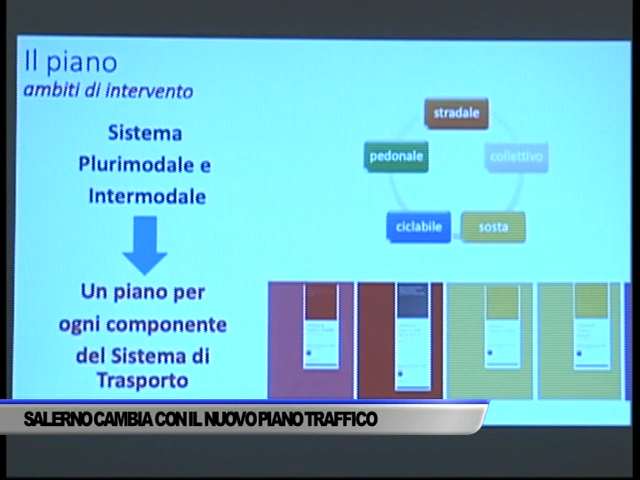 Il piano
ambiti di intervento
Sistema
Plurimodale e
Intermodale
Un piano per
ogni componente
del Sistema di
Trasporto
stradale
pedonale
collettivo
ciclabile
sosta
SALERNO CAMBIA CON IL NUOVO PIANO TRAFFICO